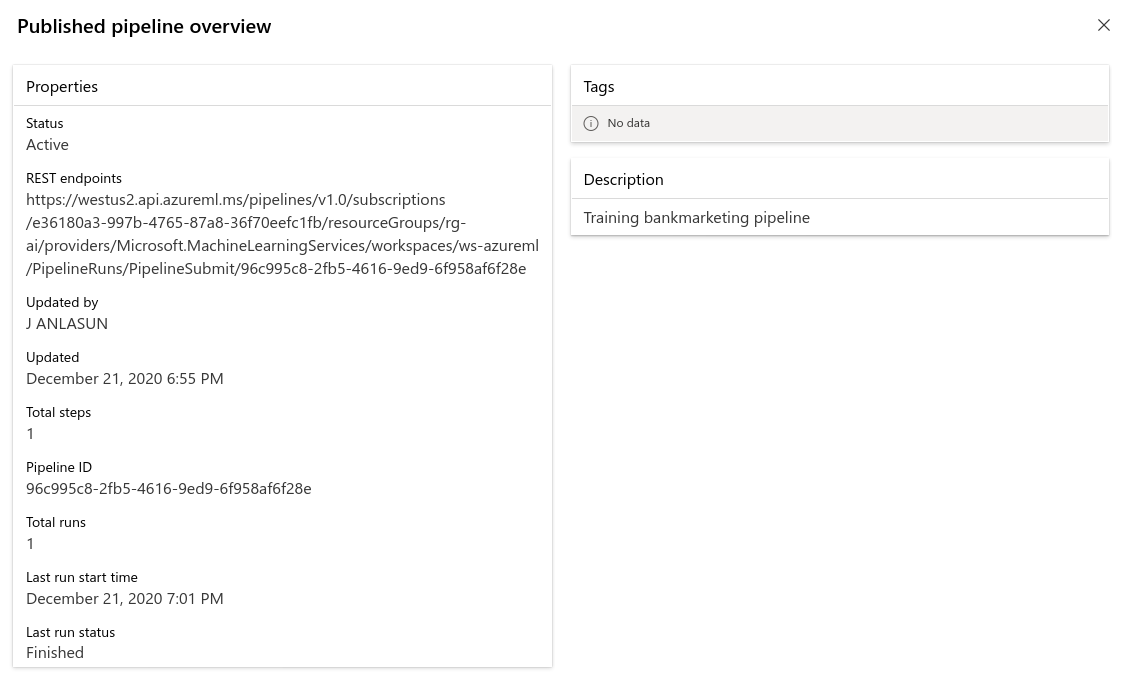 Published pipeline overview
Properties
Status
Active
REST endpoints
https://westus2.api.azureml.ms/pipelines/v1.0/subscriptions
/e36180a3-997b-4765-87a8-36f70eefc1fb/resourceGroups/rg-
ai/providers/Microsoft.MachineLearningServices/workspaces/ws-azureml
/PipelineRuns/PipelineSubmit/96c995c8-2fb5-4616-9ed9-6f958af6f28e
Updated by
J ANLASUN
Updated
December 21, 2020 6:55 PM
Total steps
1
Pipeline ID
96c995c8-2fb5-4616-9ed9-6f958af6f28e
Total runs
1
Last run start time
December 21, 2020 7:01 PM
Last run status
Finished
Tags
No data
Description
Training bankmarketing pipeline